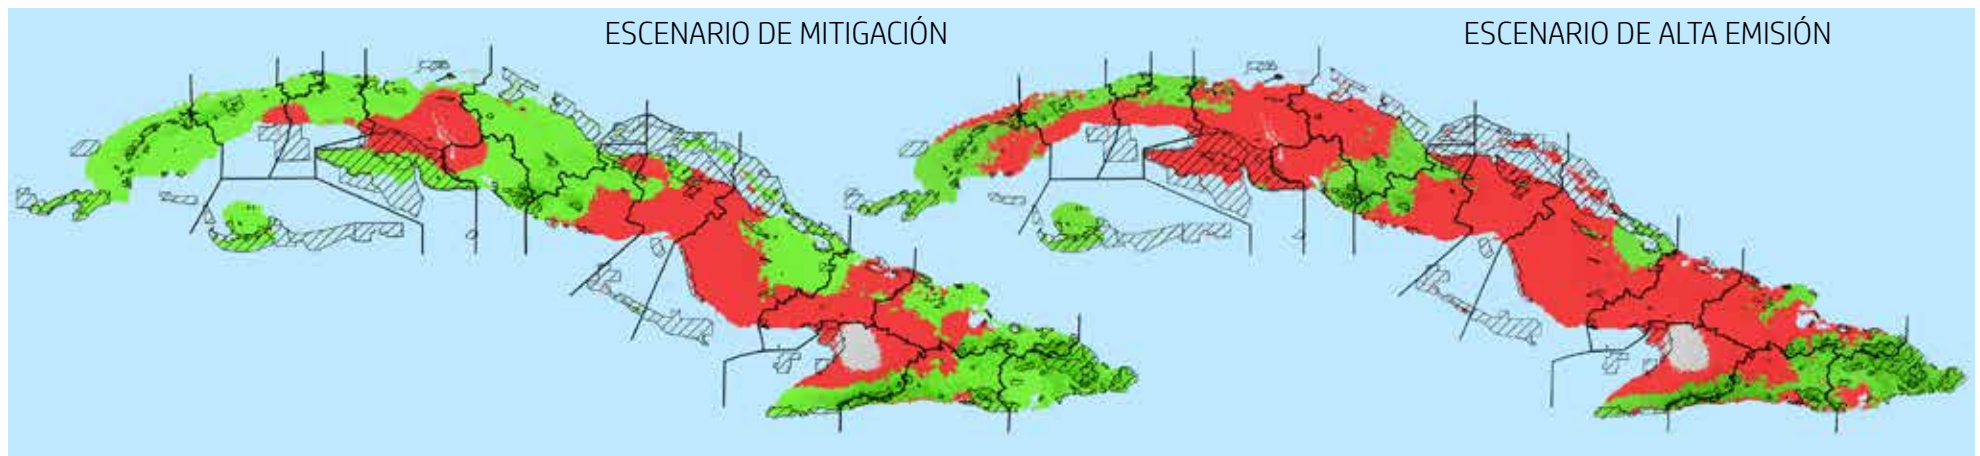 ESCENARIO DE MITIGACIÓN
ESCENARIO DE ALTA EMISIÓN